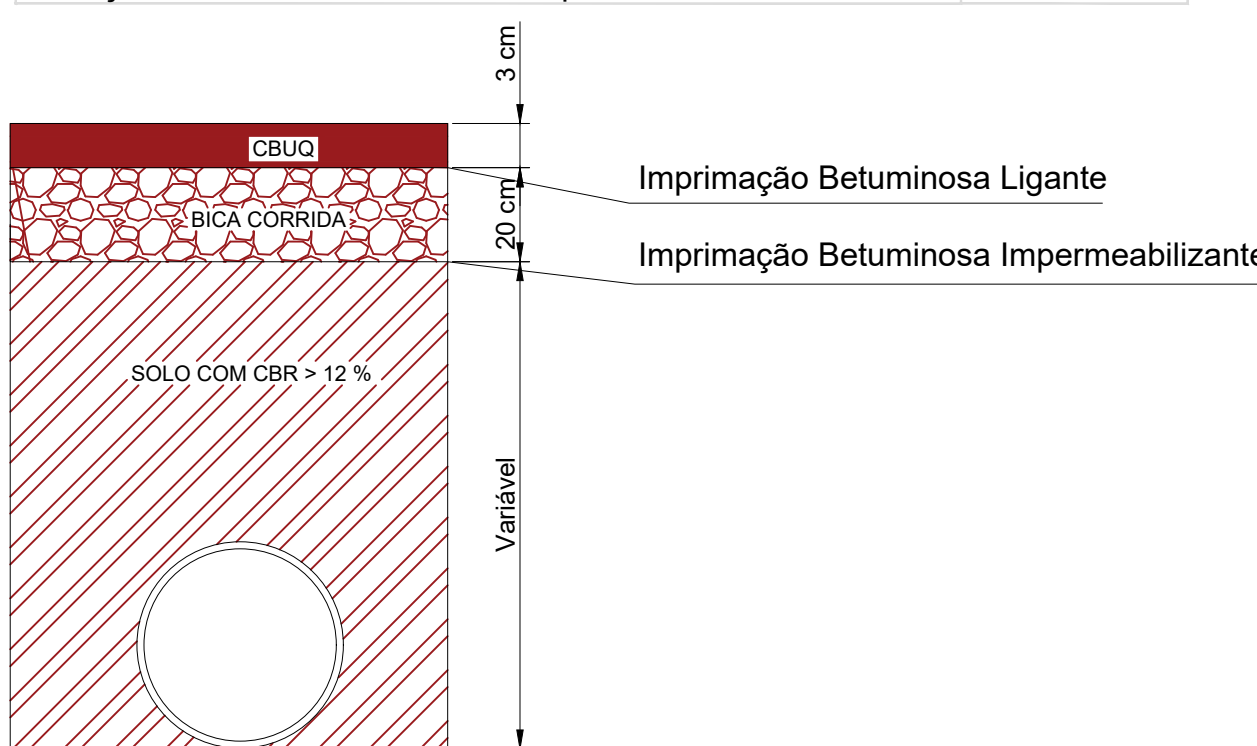 3 cm
CBUQ
Imprimação Betuminosa Ligante
BICA CORRIDA
20 cm
Imprimação Betuminosa Impermeabilizante
SOLO COM CBR > 12 %
Variável